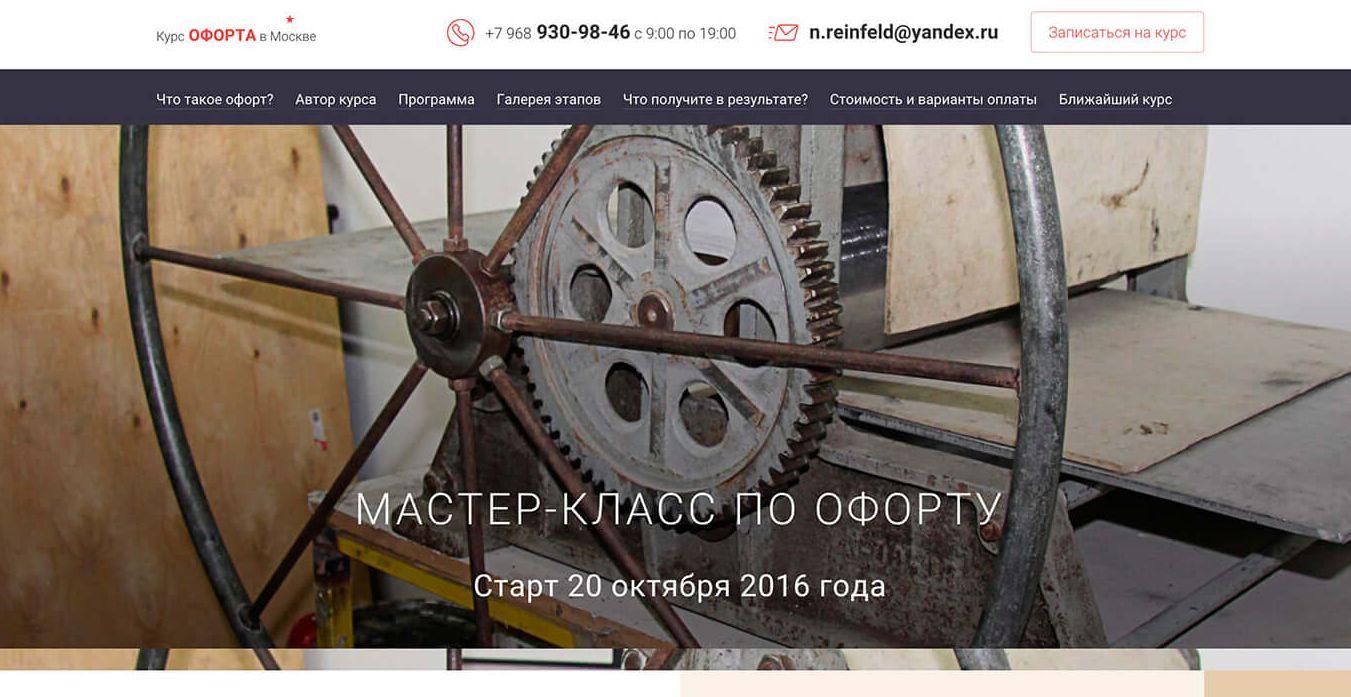 Курс ОФОРТА в Москве
+7 968 930-98-46 с 9:00 по 19:00
n.reinfeld@yandex.ru
Записаться на курс
Что такое офорт? Автор курса Программа Галерея этапов Что получите в результате? Стоимость и варианты оплаты Ближайший курс
МАСТЕР-КЛАСС ПО ОФОРТУ
Старт 20 октября 2016 года